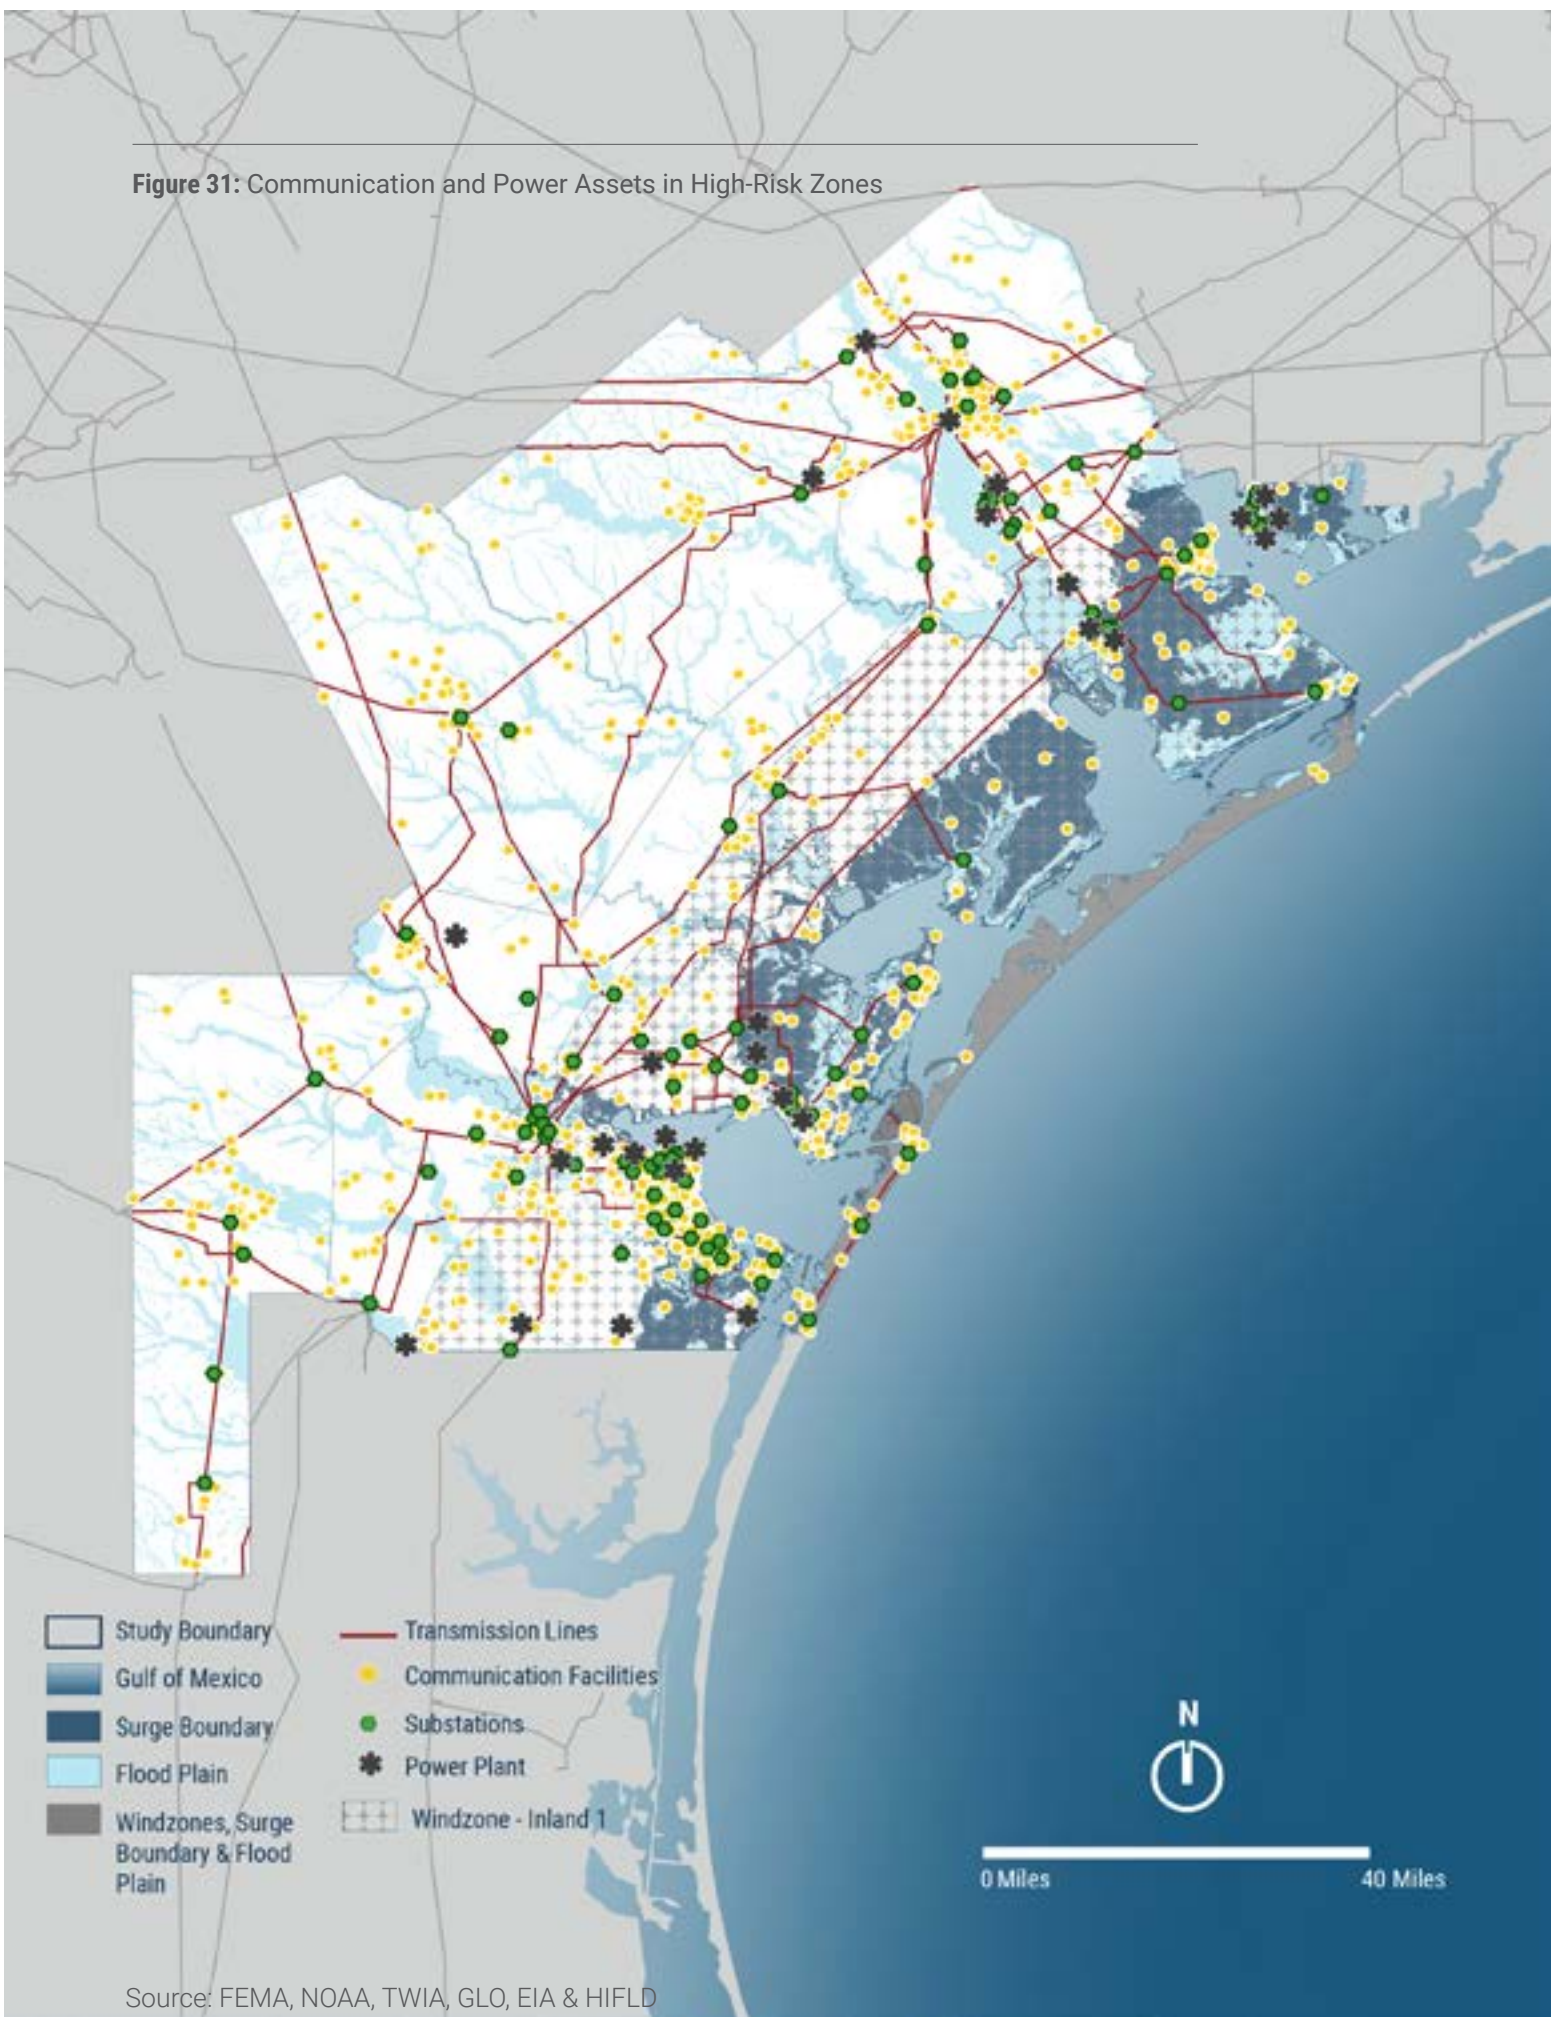 Figure 31: Communication and Power Assets in High-Risk Zones
Study Boundary
Gulf of Mexico
Surge Boundary
Flood Plain
Windzones, Surge
Boundary & Flood
Plain
Transmission Lines
Communication Facilities
Substations
Power Plant
Windzone - Inland 1
N
0 Miles
40 Miles
Source: FEMA, NOAA, TWIA, GLO, EIA & HIFLD